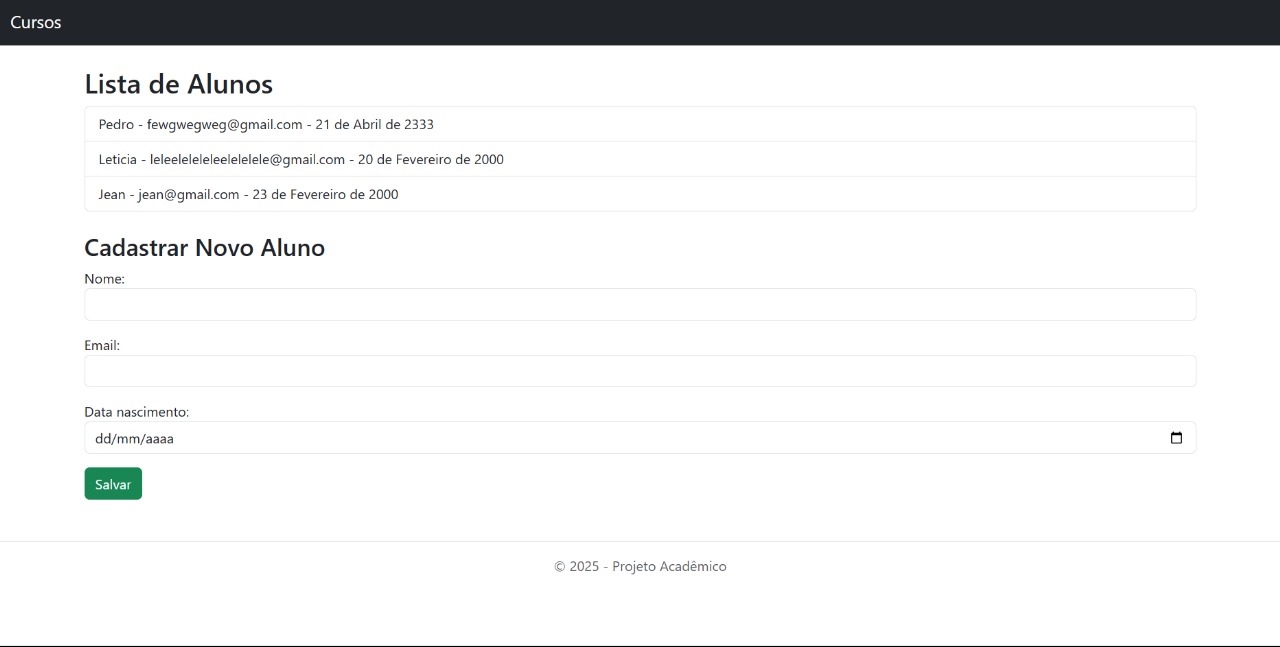 Cursos
Lista de Alunos
Pedro - fewgwegweg@gmail.com - 21 de Abril de 2333
Leticia - leleeleleleleelelelele@gmail.com - 20 de Fevereiro de 2000
Jean - jean@gmail.com - 23 de Fevereiro de 2000
Cadastrar Novo Aluno
Nome:
Email:
Data nascimento:
dd/mm/aaaa
Salvar
© 2025 - Projeto Acadêmico